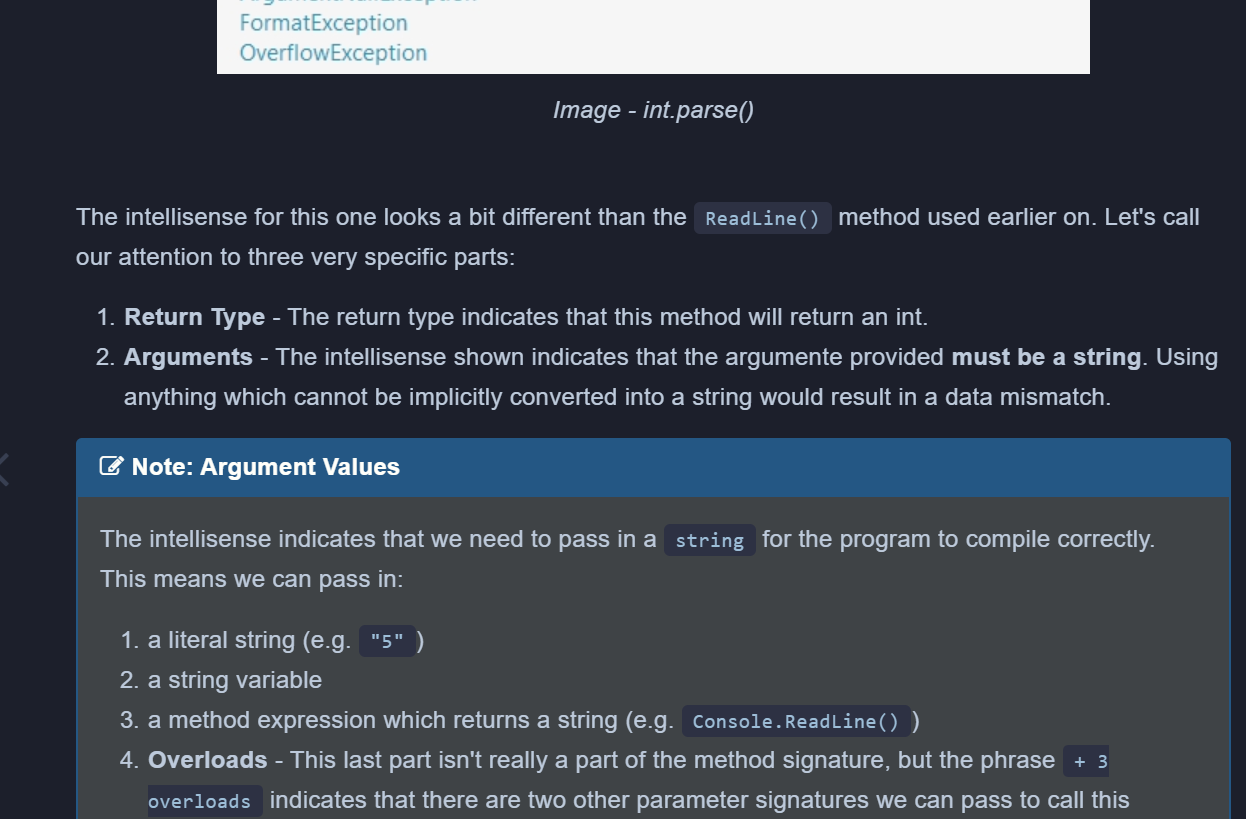 FormatException
OverflowException
Image - int.parse()
The intellisense for this one looks a bit different than the ReadLine() method used earlier on. Let's call
our attention to three very specific parts:
1. Return Type - The return type indicates that this method will return an int.
2. Arguments - The intellisense shown indicates that the argumente provided must be a string. Using
anything which cannot be implicitly converted into a string would result in a data mismatch.
Note: Argument Values
The intellisense indicates that we need to pass in a string for the program to compile correctly.
This means we can pass in:
1. a literal string (e.g. "5" )
2. a string variable
3. a method expression which returns a string (e.g. Console.ReadLine() )
4. Overloads - This last part isn't really a part of the method signature, but the phrase + 3
overloads indicates that there are two other parameter signatures we can pass to call this